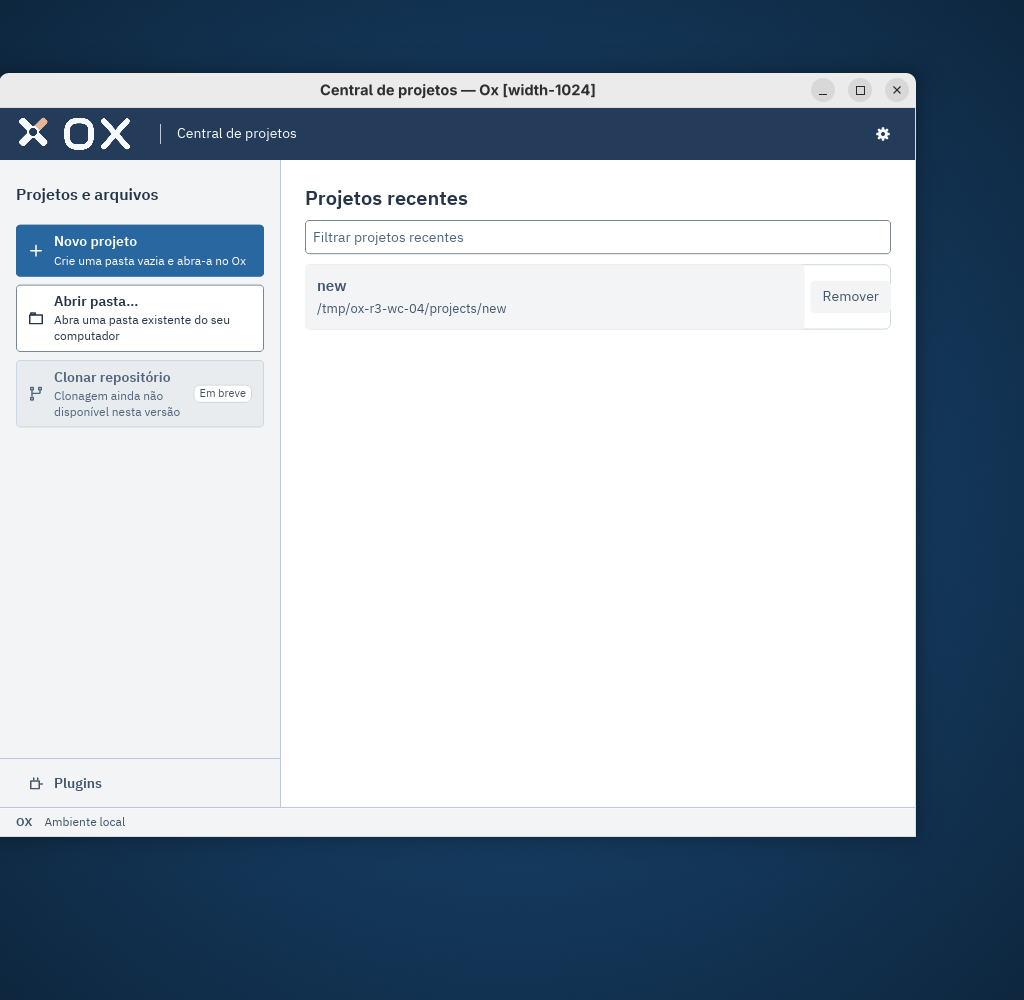 Central de projetos — Ox [width-1024]
OX
Central de projetos
Projetos e arquivos
Novo projeto
Crie uma pasta vazia e abra-a no Ox
Abrir pasta...
Abra uma pasta existente do seu
computador
Clonar repositório
Clonagem ainda não
disponível nesta versão
Em breve
Plugins
Projetos recentes
Filtrar projetos recentes
new
/tmp/ox-r3-wc-04/projects/new
Remover
OX Ambiente local